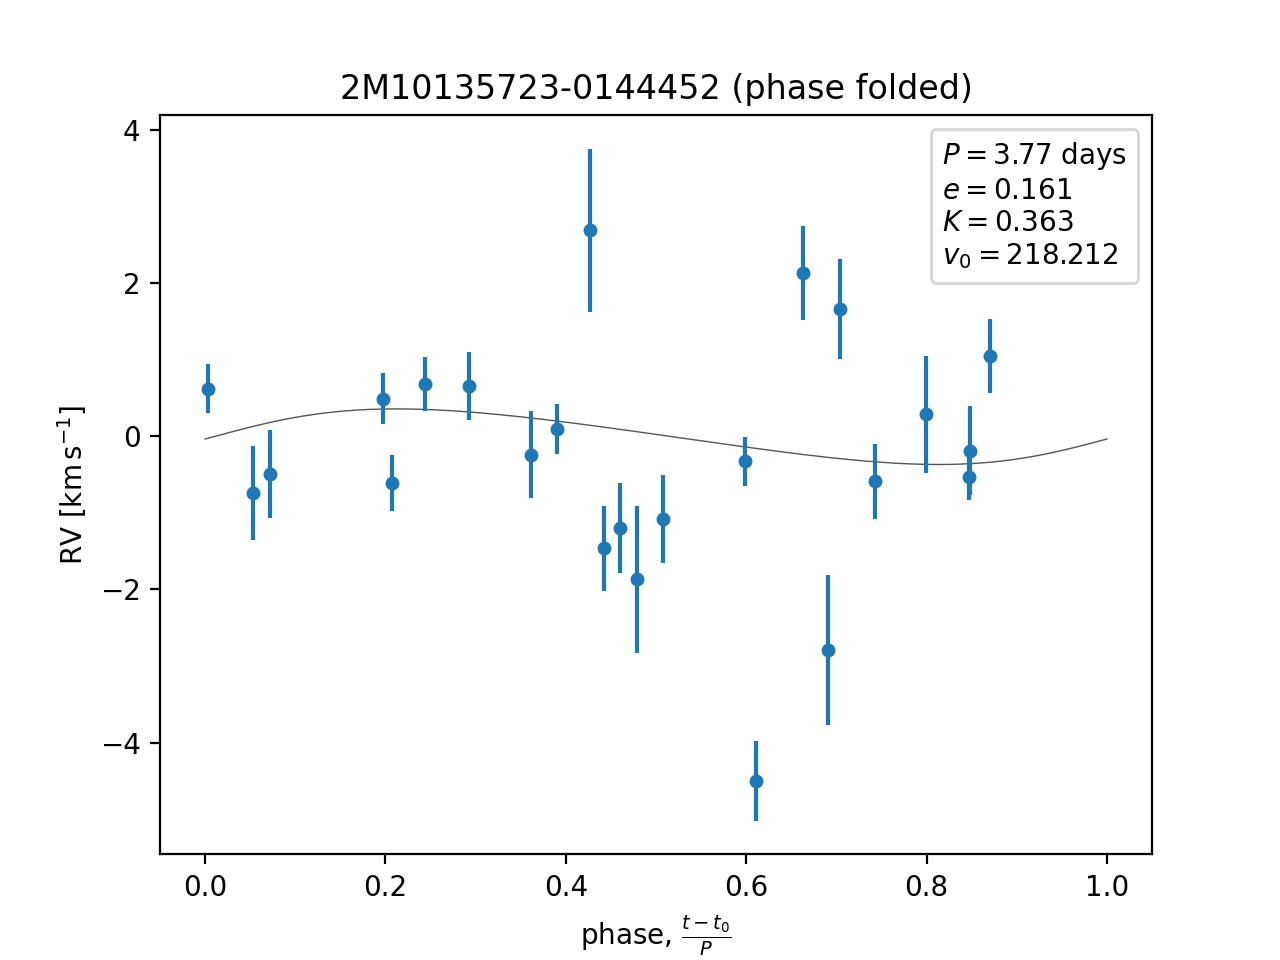 2M10135723-0144452 (phase folded)
P = 3.77 days
e = 0.161
K = 0.363
v₀ = 218.212
4
2
0
−2
−4
RV [km s⁻¹]
0.0 0.2 0.4 0.6 0.8 1.0
phase, (t − t₀)/P